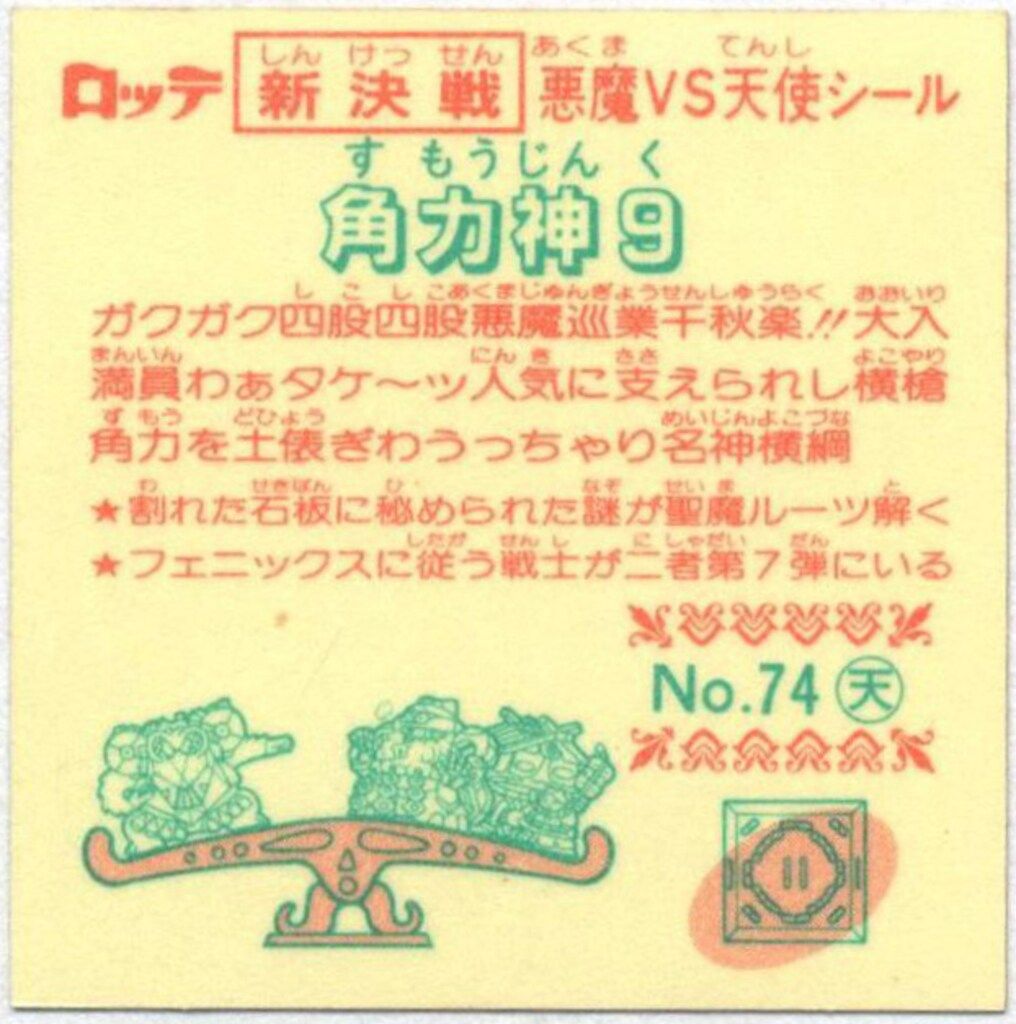 しんけっせん あくま てんし
ロッテ 新決戦 悪魔VS天使シール
すもうじんく
角力神9
しこしこあくまじゅんぎょうせんしゅうらく おおいり
ガクガク四股四股悪魔巡業千秋楽!!大入
まんいん にんき ささ よこやり
満員わぁタケ〜ッ人気に支えられし横槍
ずもう どひょう めいじんよこづな
角力を土俵ぎわうっちゃり名神横綱
わ せきばん ひ なぞ せいま と
★割れた石板に秘められた謎が聖魔ルーツ解く
したが せんし にしゃだい だん
★フェニックスに従う戦士が二者第7弾にいる
No.74 天